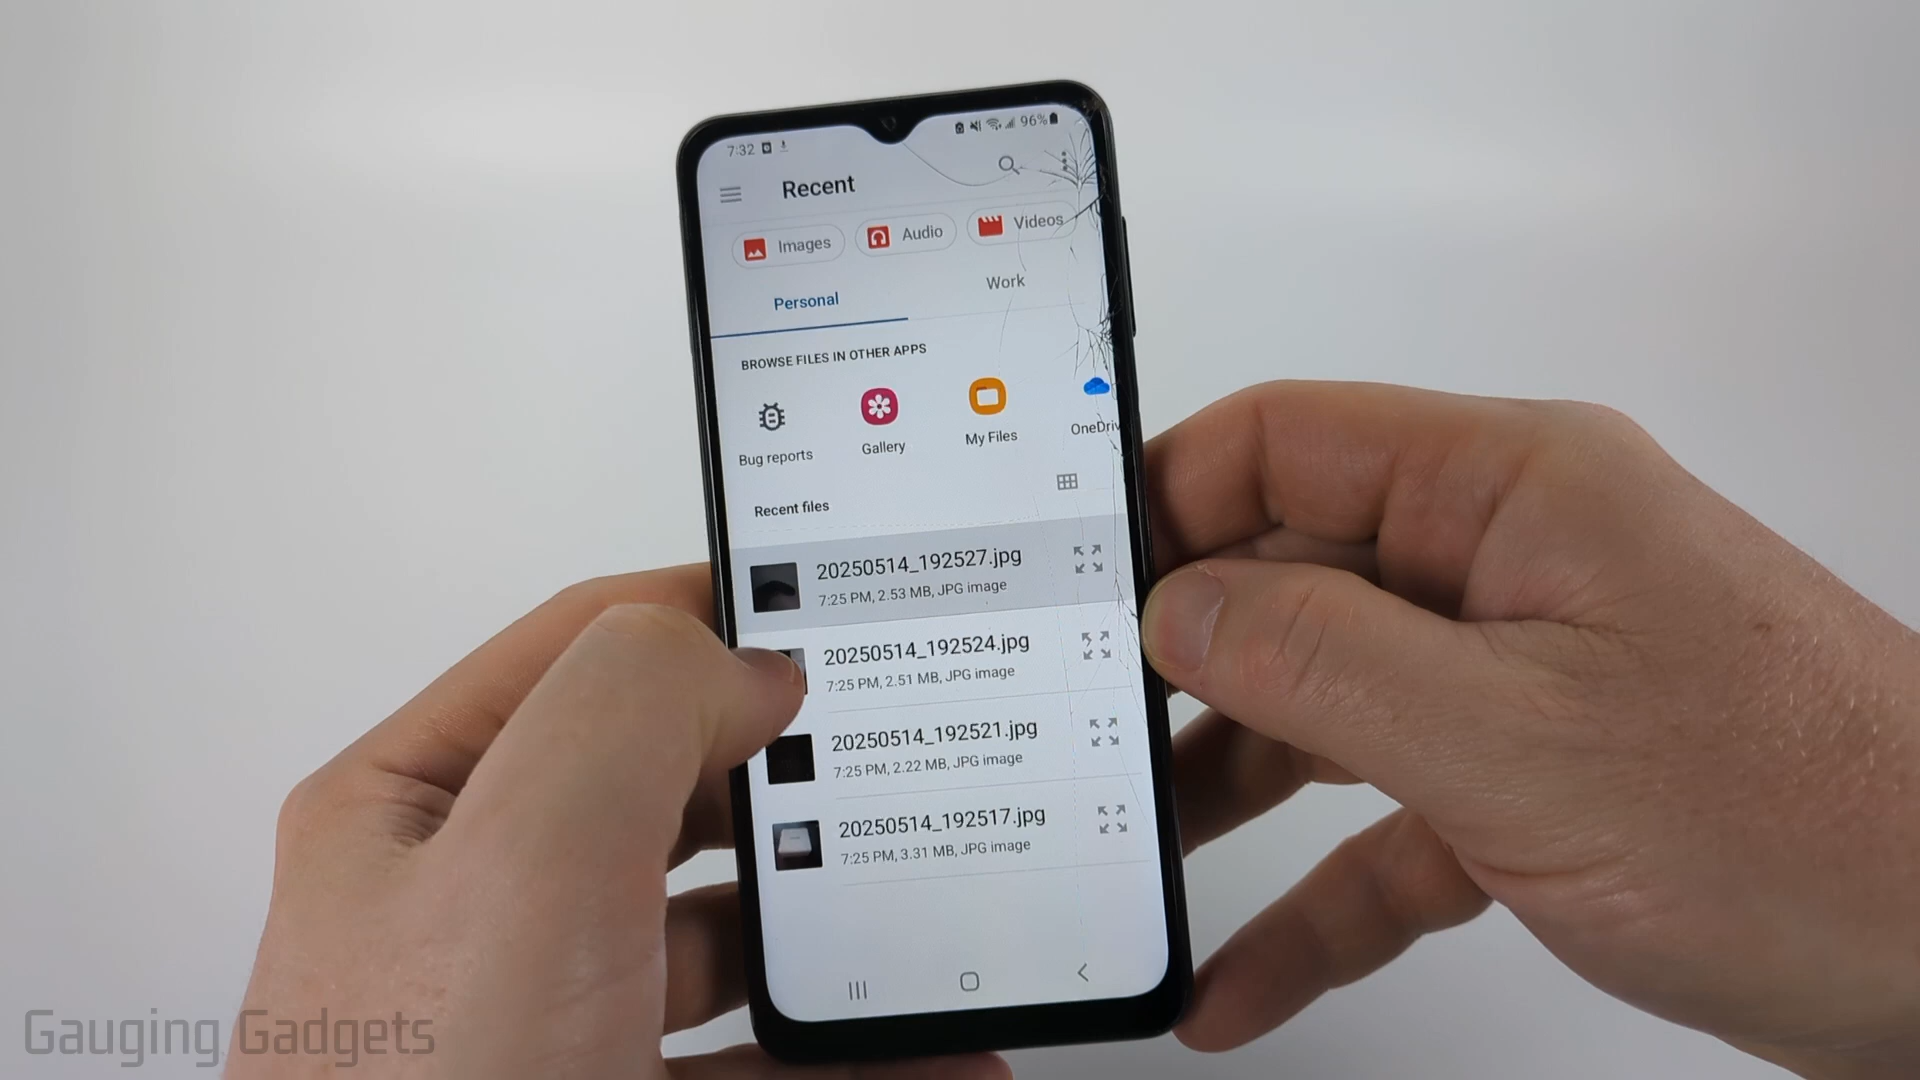 7:32
96%
Recent
Images
Audio
Videos
Personal
Work
BROWSE FILES IN OTHER APPS
Bug reports
Gallery
My Files
OneDriv
Recent files
20250514_192527.jpg
7:25 PM, 2.53 MB, JPG image
20250514_192524.jpg
7:25 PM, 2.51 MB, JPG image
20250514_192521.jpg
7:25 PM, 2.22 MB, JPG image
20250514_192517.jpg
7:25 PM, 3.31 MB, JPG image
Gauging Gadgets